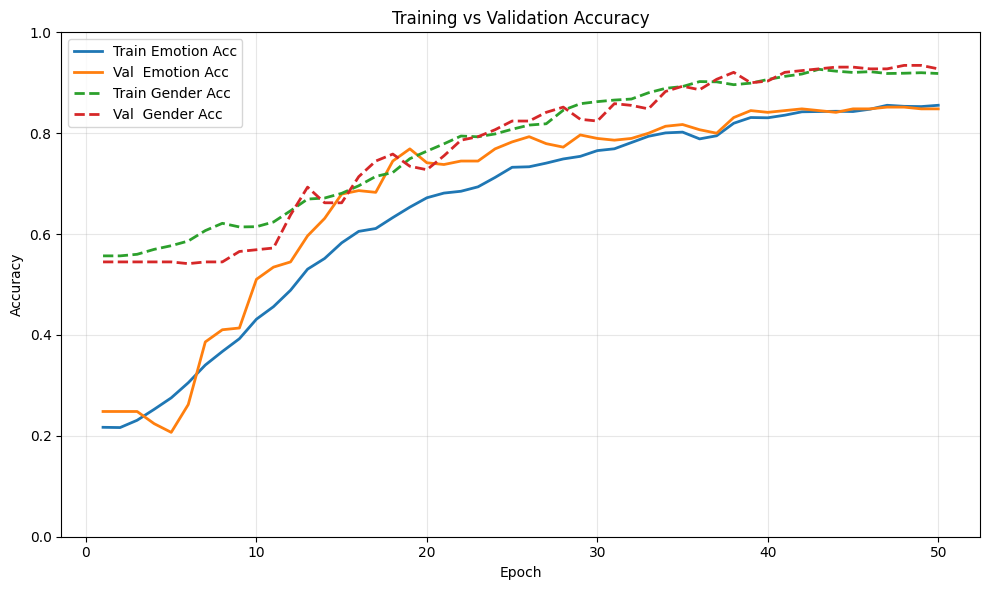 Training vs Validation Accuracy
Train Emotion Acc
Val  Emotion Acc
Train Gender Acc
Val  Gender Acc
Accuracy
1.0
0.8
0.6
0.4
0.2
0.0
0 10 20 30 40 50
Epoch